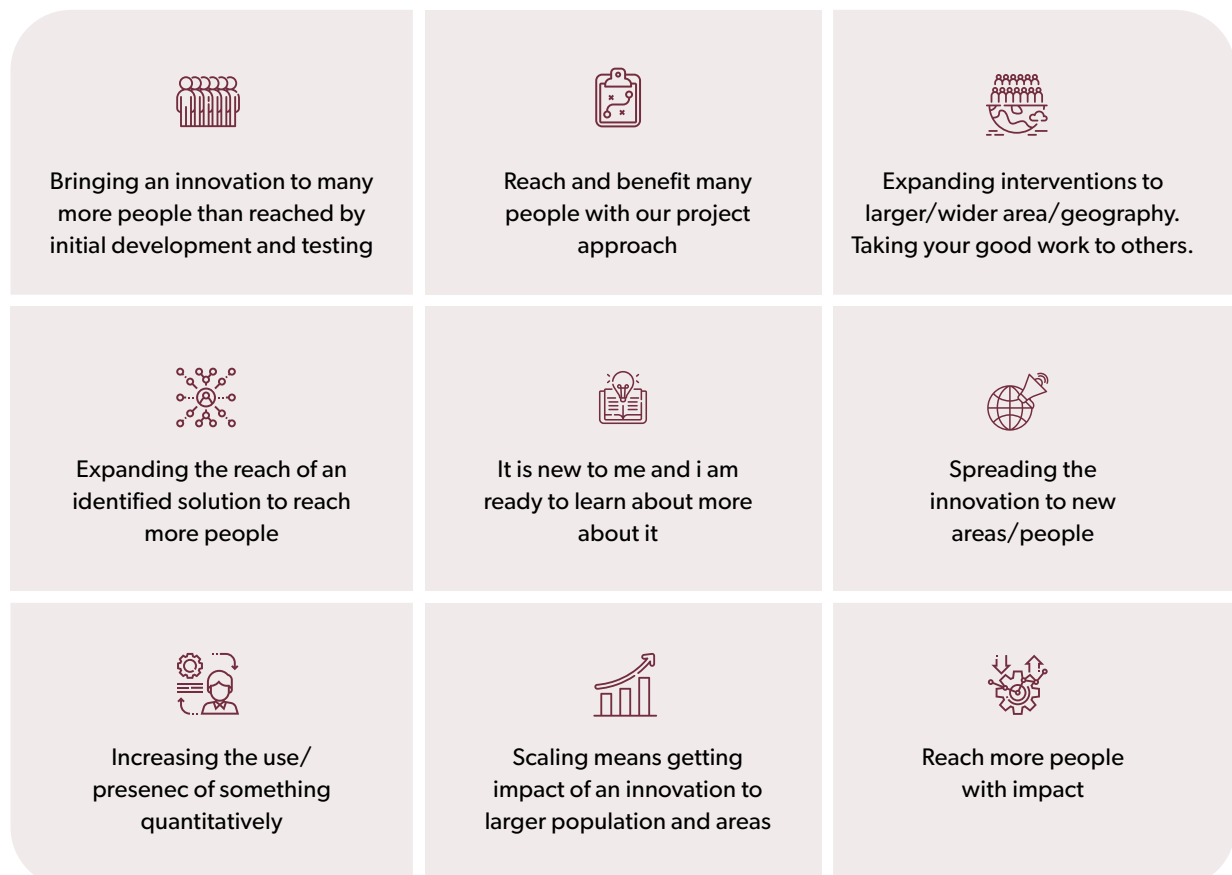 Bringing an innovation to many
more people than reached by
initial development and testing
Reach and benefit many
people with our project
approach
Expanding interventions to
larger/wider area/geography.
Taking your good work to others.
Expanding the reach of an
identified solution to reach
more people
It is new to me and i am
ready to learn about more
about it
Spreading the
innovation to new
areas/people
Increasing the use/
presenec of something
quantitatively
Scaling means getting
impact of an innovation to
larger population and areas
Reach more people
with impact